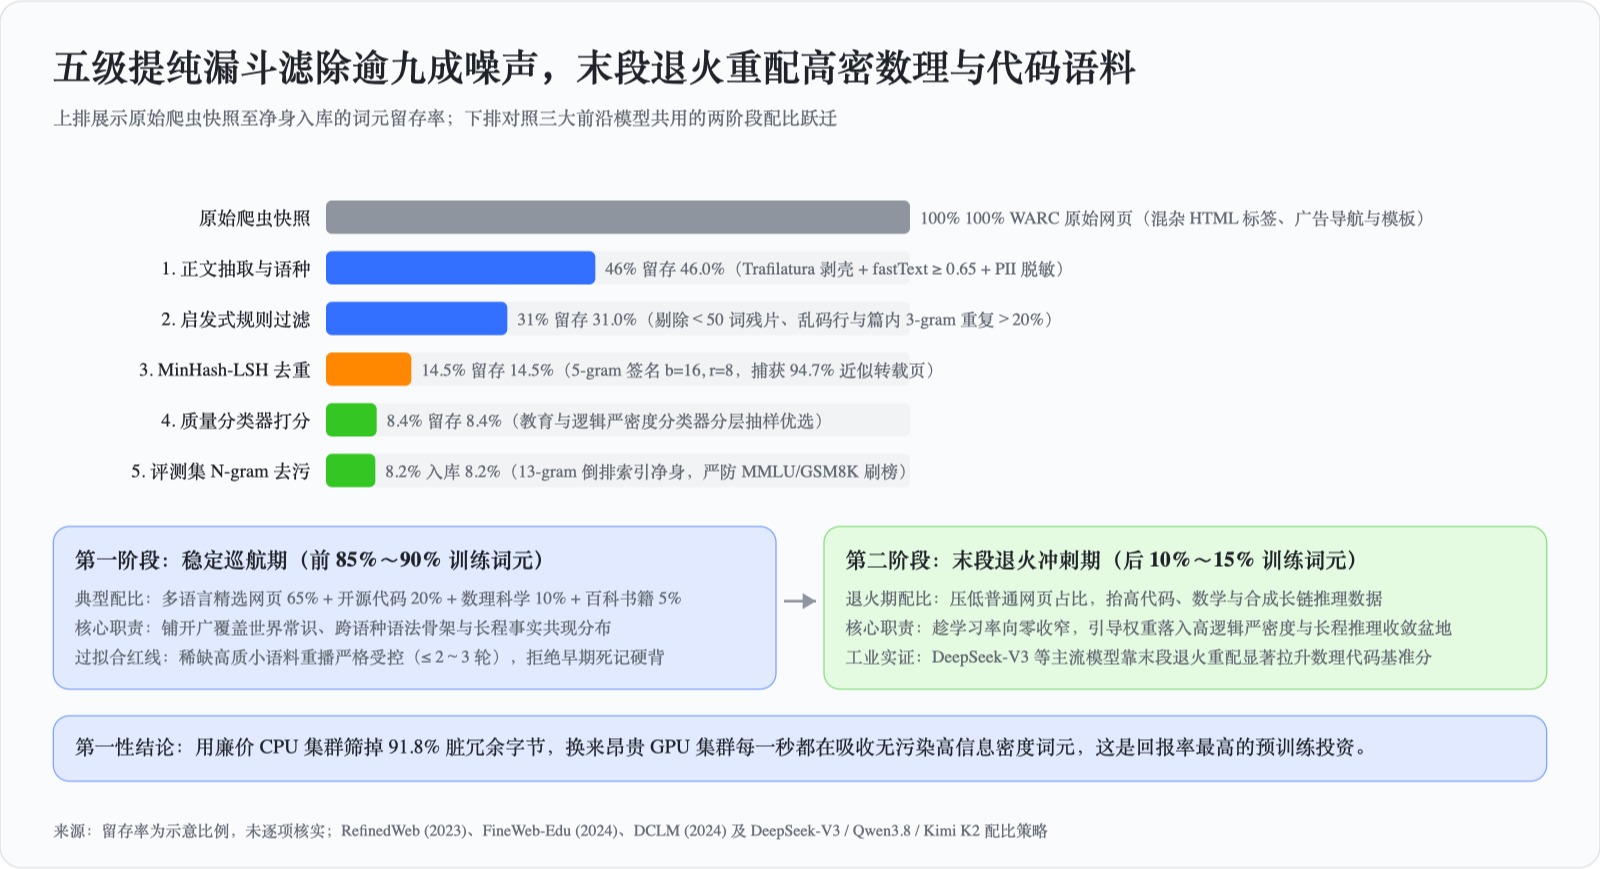 五级提纯漏斗滤除逾九成噪声，末段退火重配高密数理与代码语料
上排展示原始爬虫快照至净身入库的词元留存率；下排对照三大前沿模型共用的两阶段配比跃迁
原始爬虫快照 100% 100% WARC 原始网页（混杂 HTML 标签、广告导航与模板）
1. 正文抽取与语种 46% 留存 46.0%（Trafilatura 剥壳 + fastText ≥ 0.65 + PII 脱敏）
2. 启发式规则过滤 31% 留存 31.0%（剔除 < 50 词残片、乱码行与篇内 3-gram 重复 > 20%）
3. MinHash-LSH 去重 14.5% 留存 14.5%（5-gram 签名 b=16, r=8，捕获 94.7% 近似转载页）
4. 质量分类器打分 8.4% 留存 8.4%（教育与逻辑严密度分类器分层抽样优选）
5. 评测集 N-gram 去污 8.2% 入库 8.2%（13-gram 倒排索引净身，严防 MMLU/GSM8K 刷榜）
第一阶段：稳定巡航期（前 85%～90% 训练词元）
典型配比：多语言精选网页 65% + 开源代码 20% + 数理科学 10% + 百科书籍 5%
核心职责：铺开广覆盖世界常识、跨语种语法骨架与长程事实共现分布
过拟合红线：稀缺高质小语料重播严格受控（≤ 2 ~ 3 轮），拒绝早期死记硬背
第二阶段：末段退火冲刺期（后 10%～15% 训练词元）
退火期配比：压低普通网页占比，抬高代码、数学与合成长链推理数据
核心职责：趁学习率向零收窄，引导权重落入高逻辑严密度与长程推理收敛盆地
工业实证：DeepSeek-V3 等主流模型靠末段退火重配显著拉升数理代码基准分
第一性结论：用廉价 CPU 集群筛掉 91.8% 脏冗余字节，换来昂贵 GPU 集群每一秒都在吸收无污染高信息密度词元，这是回报率最高的预训练投资。
来源：留存率为示意比例，未逐项核实；RefinedWeb (2023)、FineWeb-Edu (2024)、DCLM (2024) 及 DeepSeek-V3 / Qwen3.8 / Kimi K2 配比策略